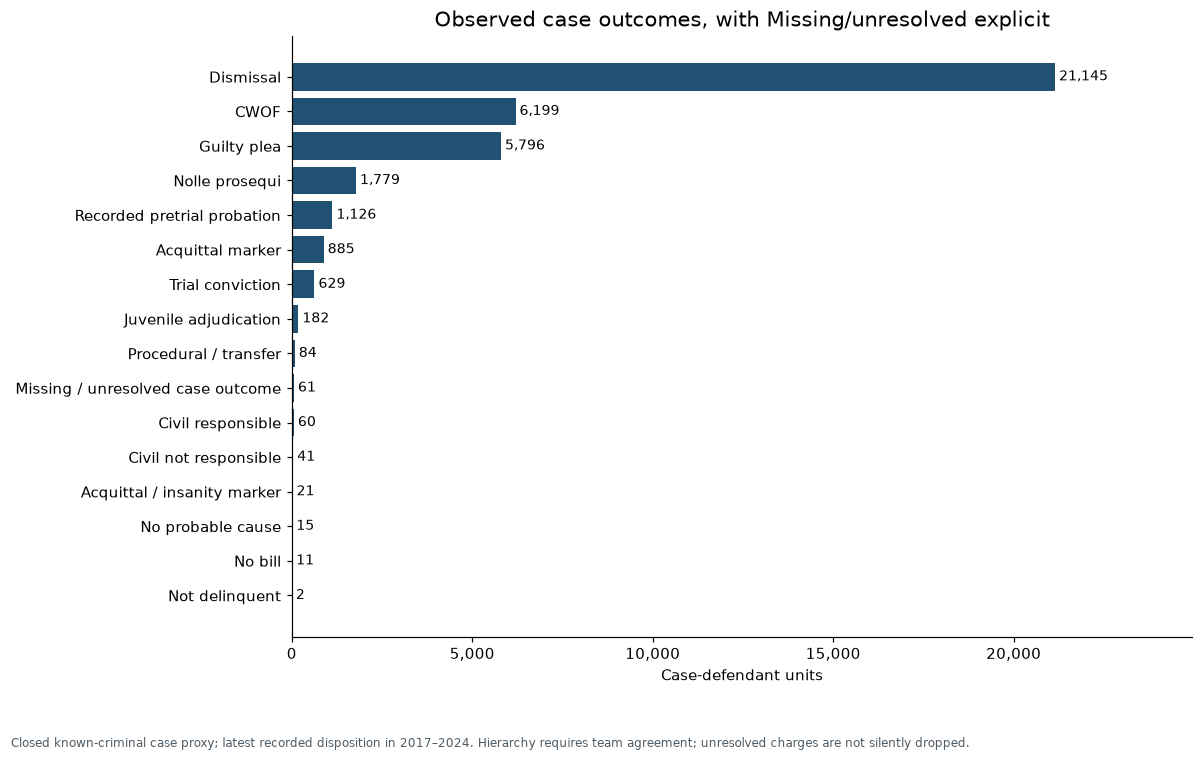 Observed case outcomes, with Missing/unresolved explicit
Dismissal 21,145
CWOF 6,199
Guilty plea 5,796
Nolle prosequi 1,779
Recorded pretrial probation 1,126
Acquittal marker 885
Trial conviction 629
Juvenile adjudication 182
Procedural / transfer 84
Missing / unresolved case outcome 61
Civil responsible 60
Civil not responsible 41
Acquittal / insanity marker 21
No probable cause 15
No bill 11
Not delinquent 2
0 5,000 10,000 15,000 20,000
Case-defendant units
Closed known-criminal case proxy; latest recorded disposition in 2017–2024. Hierarchy requires team agreement; unresolved charges are not silently dropped.